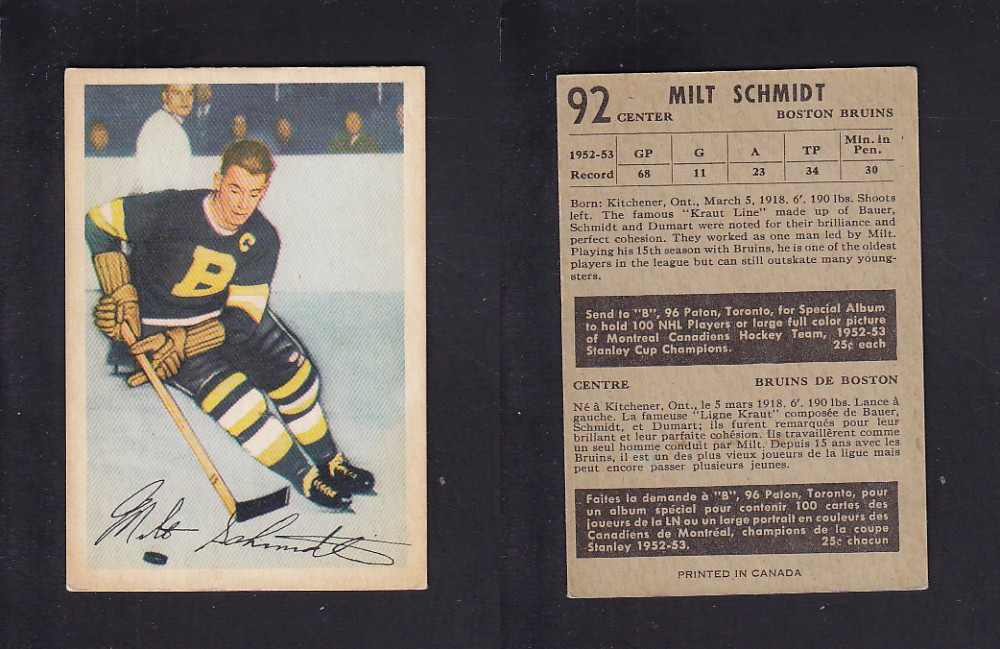 B
C
Milt Schmidt
92 CENTER
MILT SCHMIDT
BOSTON BRUINS
1952-53 GP G A TP Min. in Pen.
Record 68 11 23 34 30
Born: Kitchener, Ont., March 5, 1918. 6'. 190 lbs. Shoots
left. The famous "Kraut Line" made up of Bauer,
Schmidt and Dumart were noted for their brilliance and
perfect cohesion. They worked as one man led by Milt.
Playing his 15th season with Bruins, he is one of the oldest
players in the league but can still outskate many young-
sters.
Send to "B", 96 Paton, Toronto, for Special Album
to hold 100 NHL Players or large full color picture
of Montreal Canadiens Hockey Team, 1952-53
Stanley Cup Champions. 25¢ each
CENTRE BRUINS DE BOSTON
Né à Kitchener, Ont., le 5 mars 1918. 6'. 190 lbs. Lance à
gauche. La fameuse "Ligne Kraut" composée de Bauer,
Schmidt, et Dumart; ils furent remarqués pour leur
brillant et leur parfaite cohésion. Ils travaillèrent comme
un seul homme conduit par Milt. Depuis 15 ans avec les
Bruins, il est un des plus vieux joueurs de la ligue mais
peut encore passer plusieurs jeunes.
Faites la demande à "B", 96 Paton, Toronto, pour
un album spécial pour contenir 100 cartes des
joueurs de la LN ou un large portrait en couleurs des
Canadiens de Montréal, champions de la coupe
Stanley 1952-53. 25¢ chacun
PRINTED IN CANADA